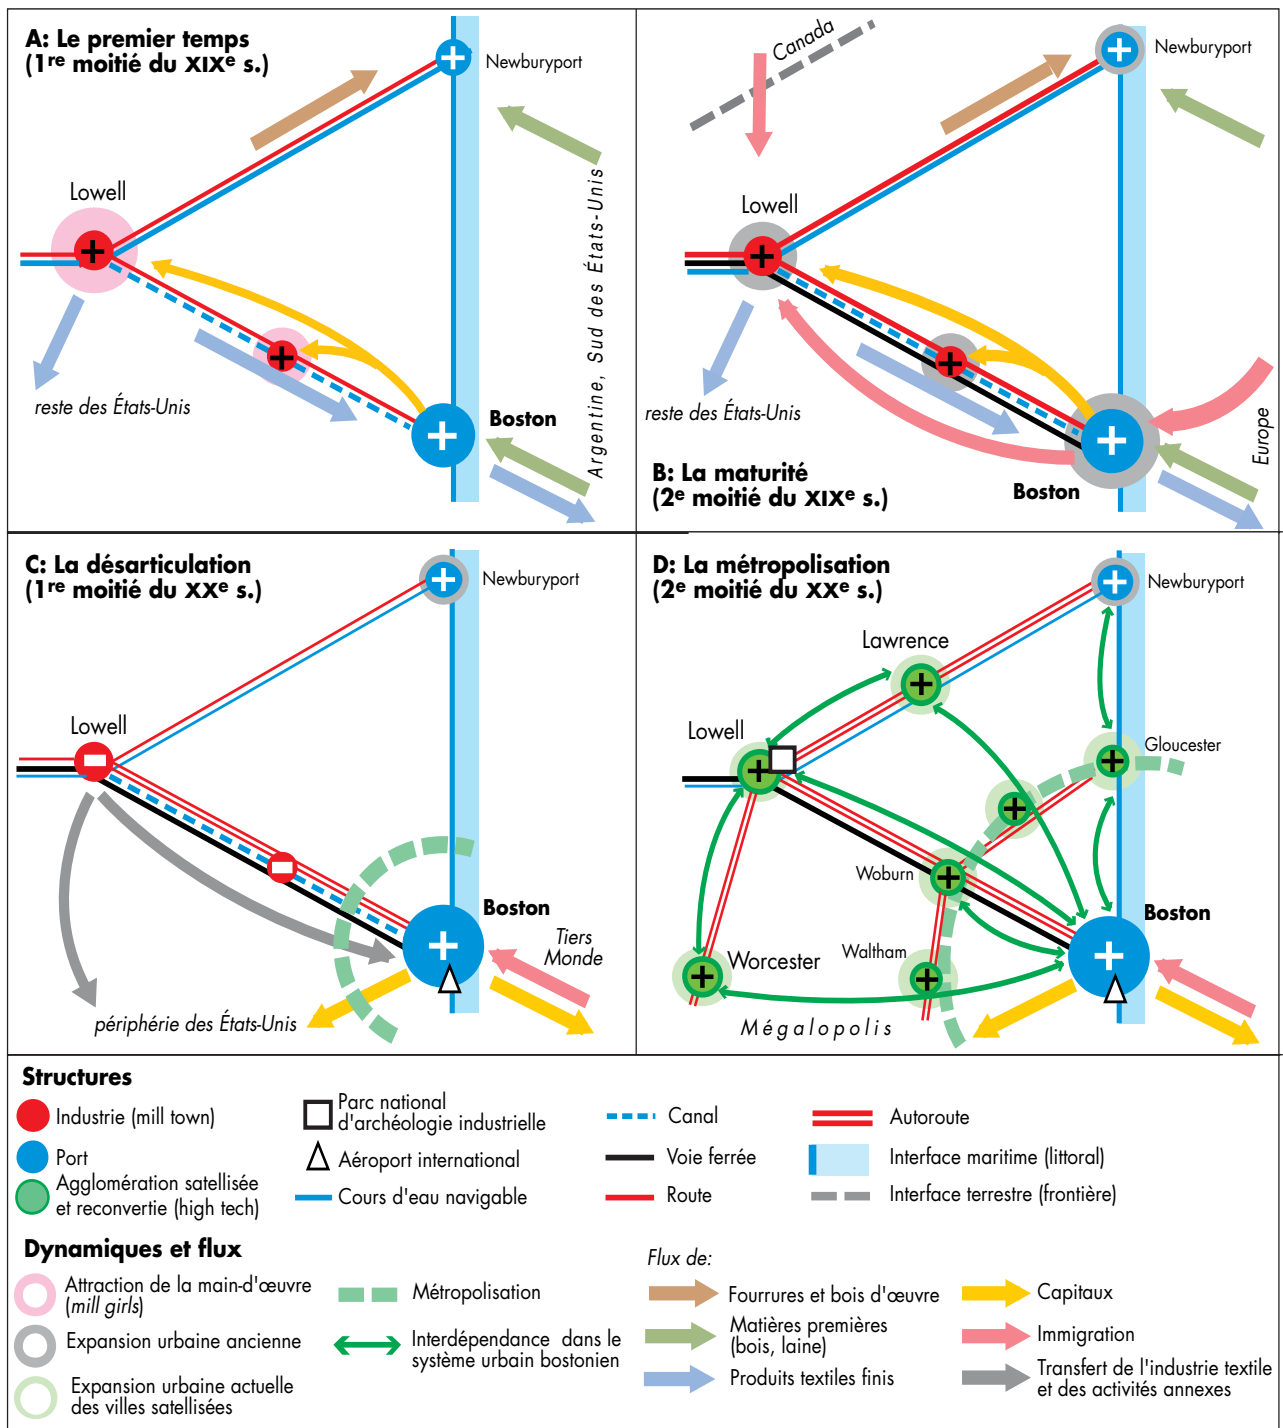 A: Le premier temps
(1re moitié du XIXe s.)
Newburyport
Lowell
reste des États-Unis
Boston
Argentine, Sud des États-Unis
Canada
Newburyport
Lowell
reste des États-Unis
B: La maturité
(2e moitié du XIXe s.)
Boston
Europe
C: La désarticulation
(1re moitié du XXe s.)
Newburyport
Lowell
Boston
Tiers
Monde
périphérie des États-Unis
D: La métropolisation
(2e moitié du XXe s.)
Newburyport
Lawrence
Lowell
Gloucester
Woburn
Boston
Waltham
Worcester
Mégalopolis
Structures
Industrie (mill town)
Port
Agglomération satellisée
et reconvertie (high tech)
Parc national
d'archéologie industrielle
Aéroport international
Cours d'eau navigable
Canal
Voie ferrée
Route
Autoroute
Interface maritime (littoral)
Interface terrestre (frontière)
Dynamiques et flux
Attraction de la main-d'œuvre
(mill girls)
Expansion urbaine ancienne
Expansion urbaine actuelle
des villes satellisées
Métropolisation
Interdépendance dans le
système urbain bostonien
Flux de:
Fourrures et bois d'œuvre
Matières premières
(bois, laine)
Produits textiles finis
Capitaux
Immigration
Transfert de l'industrie textile
et des activités annexes